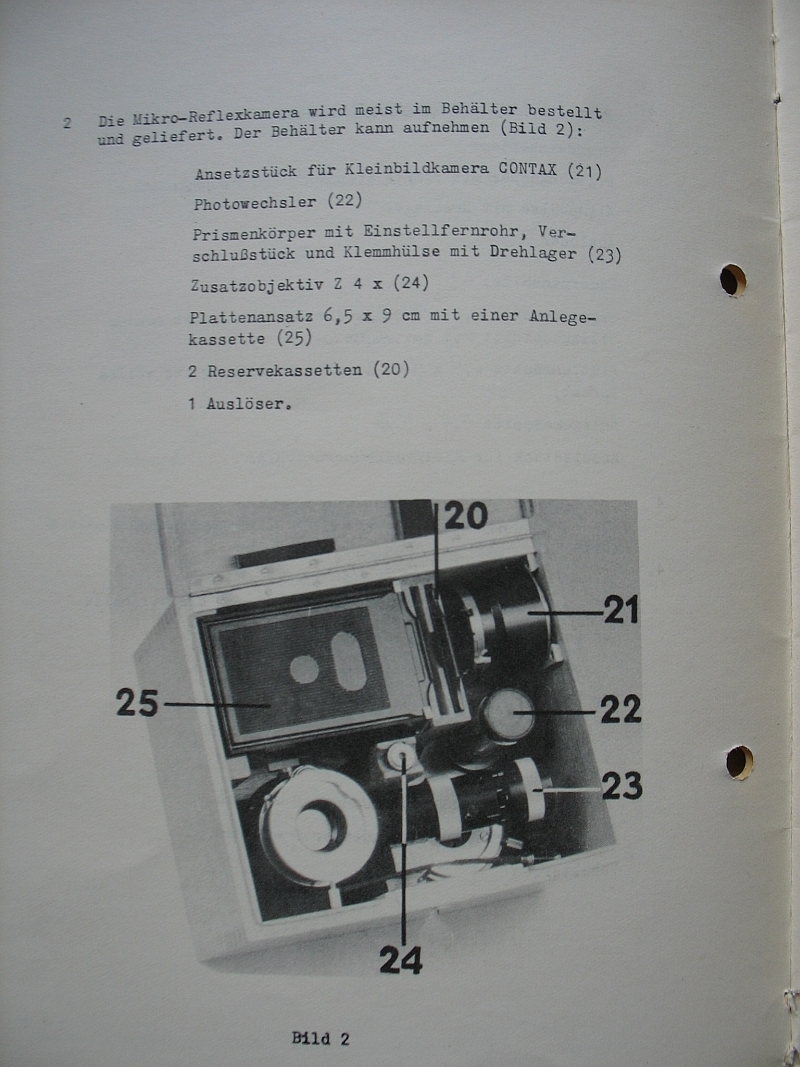 2 Die Mikro-Reflexkamera wird meist im Behälter bestellt
und geliefert. Der Behälter kann aufnehmen (Bild 2):
Ansetzstück für Kleinbildkamera CONTAX (21)
Photowechsler (22)
Prismenkörper mit Einstellfernrohr, Ver-
schlußstück und Klemmhülse mit Drehlager (23)
Zusatzobjektiv Z 4 x (24)
Plattenansatz 6,5 x 9 cm mit einer Anlege-
kassette (25)
2 Reservekassetten (20)
1 Auslöser.
20
21
25
22
23
24
Bild 2